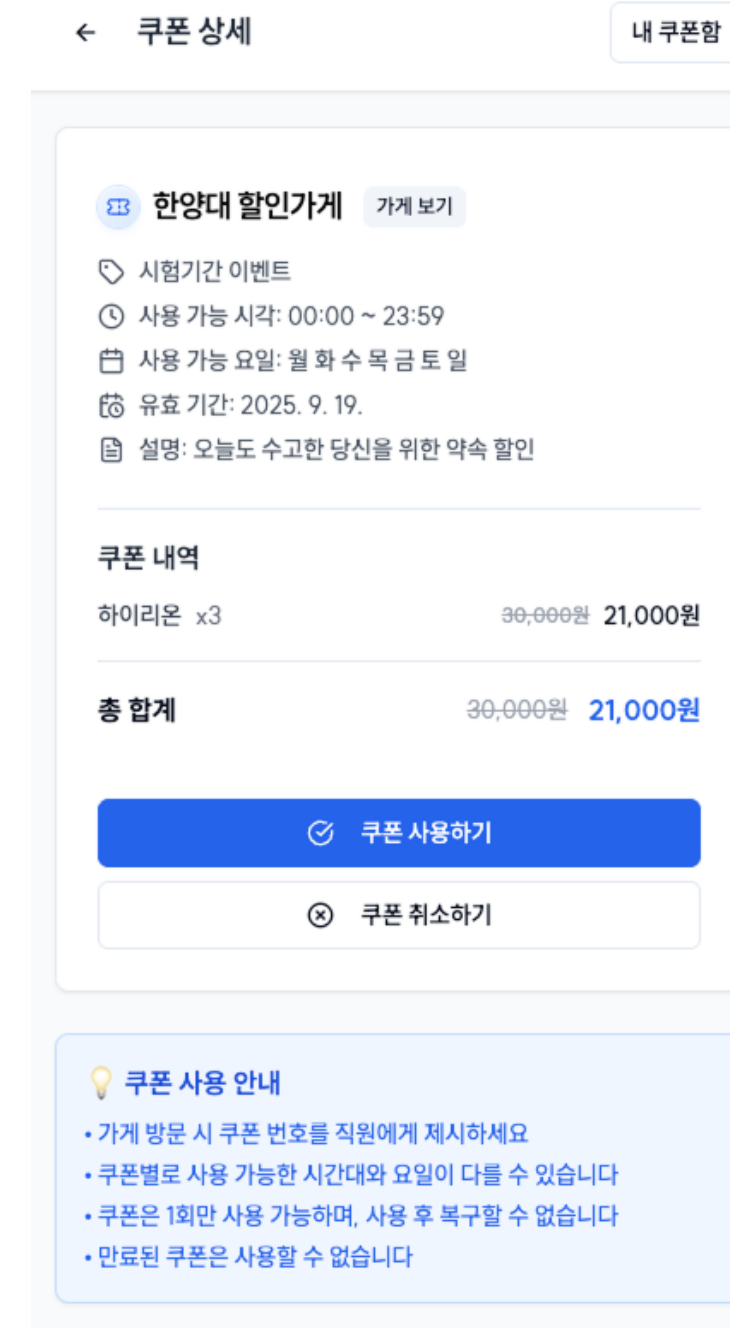 쿠폰 상세
내 쿠폰함
한양대 할인가게 가게 보기
시험기간 이벤트
사용 가능 시각: 00:00 ~ 23:59
사용 가능 요일: 월 화 수 목 금 토 일
유효 기간: 2025. 9. 19.
설명: 오늘도 수고한 당신을 위한 약속 할인
쿠폰 내역
하이리온 x3 30,000원 21,000원
총 합계 30,000원 21,000원
쿠폰 사용하기
쿠폰 취소하기
💡 쿠폰 사용 안내
• 가게 방문 시 쿠폰 번호를 직원에게 제시하세요
• 쿠폰별로 사용 가능한 시간대와 요일이 다를 수 있습니다
• 쿠폰은 1회만 사용 가능하며, 사용 후 복구할 수 없습니다
• 만료된 쿠폰은 사용할 수 없습니다